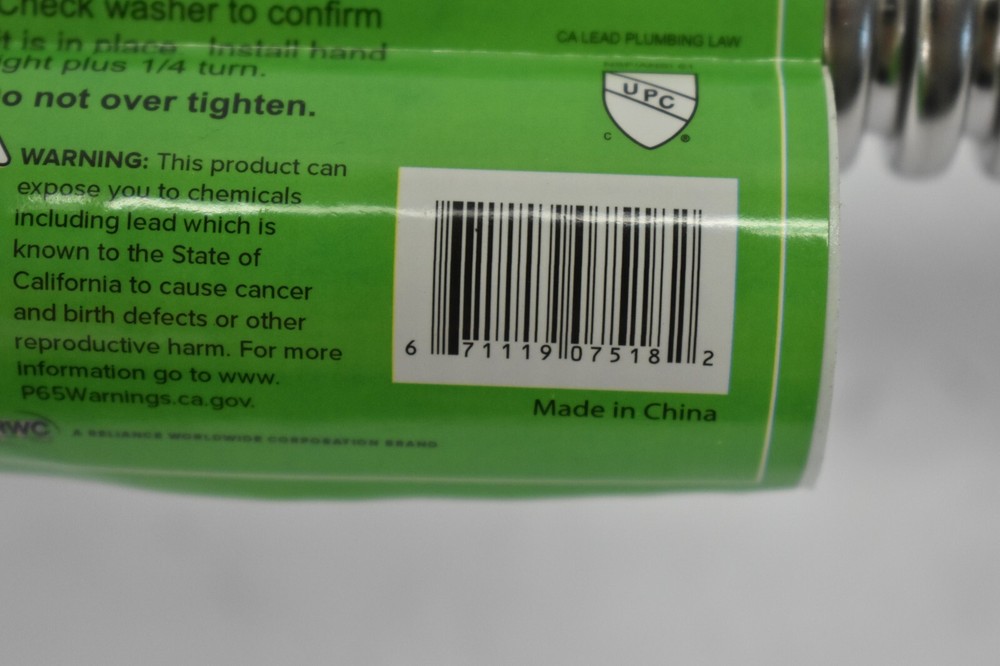 Check washer to confirm
it is in place. Install hand
ght plus 1/4 turn.
o not over tighten.
WARNING: This product can
expose you to chemicals
including lead which is
known to the State of
California to cause cancer
and birth defects or other
reproductive harm. For more
information go to www.
P65Warnings.ca.gov.
RWC A RELIANCE WORLDWIDE CORPORATION BRAND
CA LEAD PLUMBING LAW
UPC
C ®
6 71119 07518 2
Made in China